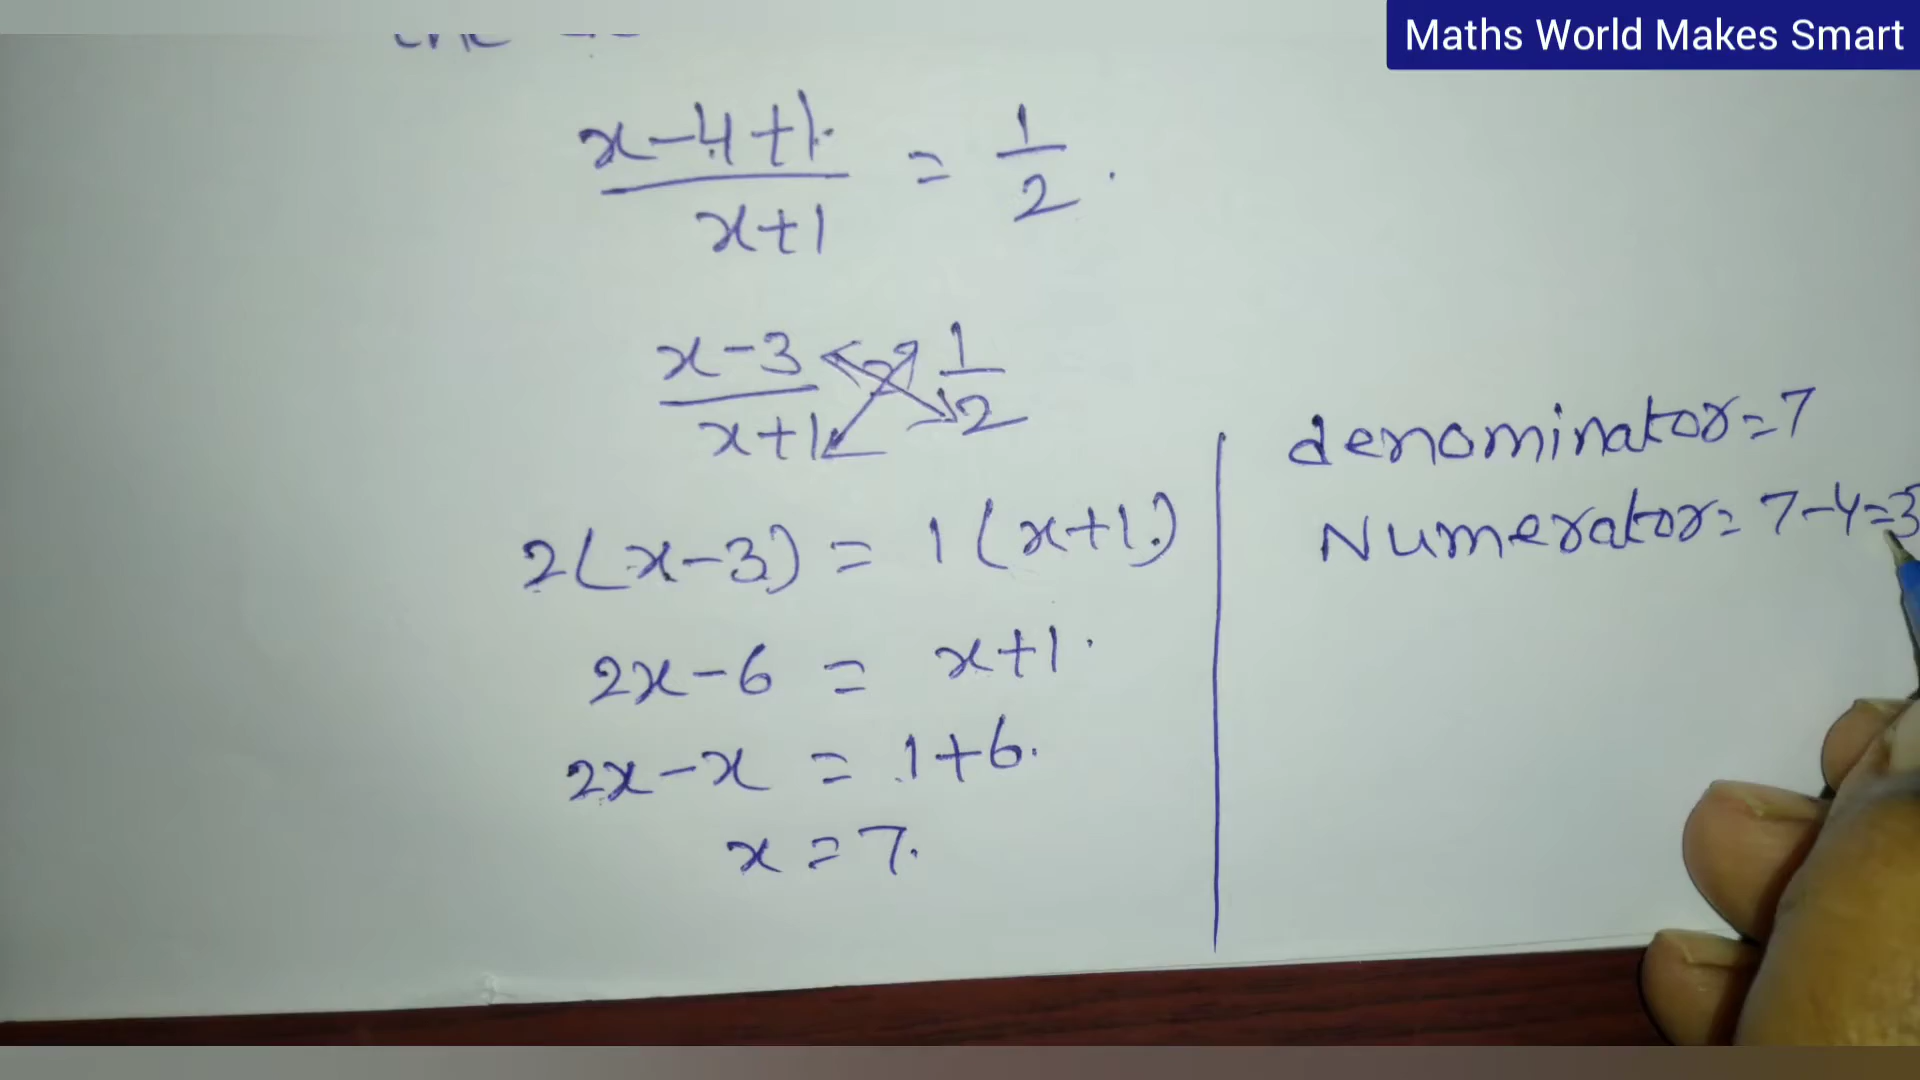 Maths World Makes Smart
x-4+1 / x+1 = 1/2.
x-3 / x+1 1/2
2(x-3) = 1(x+1)
2x-6 = x+1.
2x-x = 1+6.
x = 7.
denominator=7
Numerator= 7-4=3